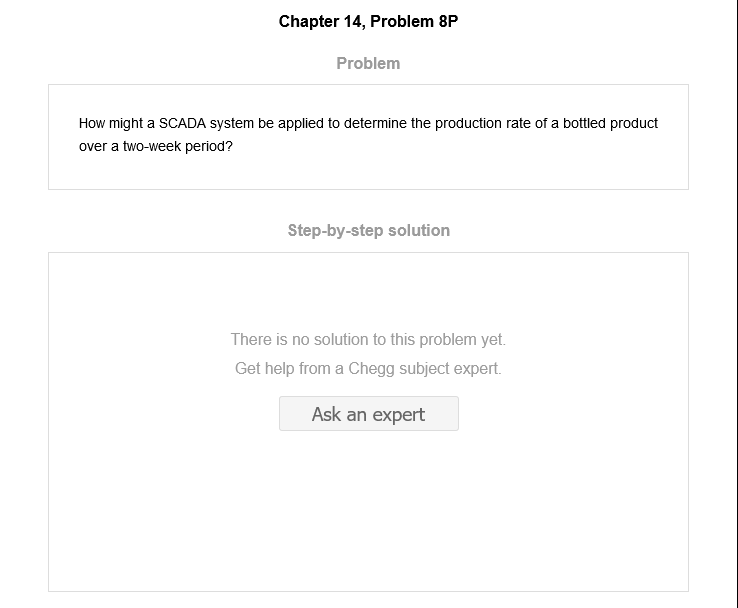 Chapter 14, Problem 8P
Problem
How might a SCADA system be applied to determine the production rate of a bottled product
over a two-week period?
Step-by-step solution
There is no solution to this problem yet.
Get help from a Chegg subject expert.
Ask an expert